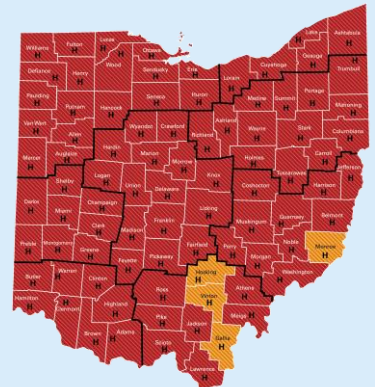 Williams
H
Fulton
H
Lucas
H
Ottawa
H
Lake
H
Ashtabula
H
Defiance
H
Henry
H
Wood
H
Sandusky
H
Erie
H
Lorain
H
Cuyahoga
H
Geauga
H
Trumbull
H
Paulding
H
Putnam
H
Hancock
H
Seneca
H
Huron
H
Medina
H
Summit
H
Portage
H
Mahoning
H
Van Wert
H
Allen
H
Wyandot
H
Crawford
H
Richland
H
Ashland
H
Wayne
H
Stark
H
Columbiana
H
Mercer
H
Auglaize
H
Hardin
H
Marion
H
Morrow
H
Holmes
H
Tuscarawas
H
Carroll
H
Jefferson
H
Shelby
H
Logan
H
Union
H
Delaware
H
Knox
H
Coshocton
H
Harrison
H
Darke
H
Miami
H
Champaign
H
Clark
H
Madison
H
Franklin
H
Licking
H
Muskingum
H
Guernsey
H
Belmont
H
Preble
H
Montgomery
H
Greene
H
Fayette
H
Pickaway
H
Fairfield
H
Perry
H
Morgan
H
Noble
H
Monroe
H
Butler
H
Warren
H
Clinton
H
Ross
H
Hocking
H
Vinton
H
Athens
H
Washington
H
Hamilton
H
Clermont
H
Highland
H
Pike
H
Jackson
H
Meigs
H
Brown
H
Adams
H
Scioto
H
Gallia
H
Lawrence
H